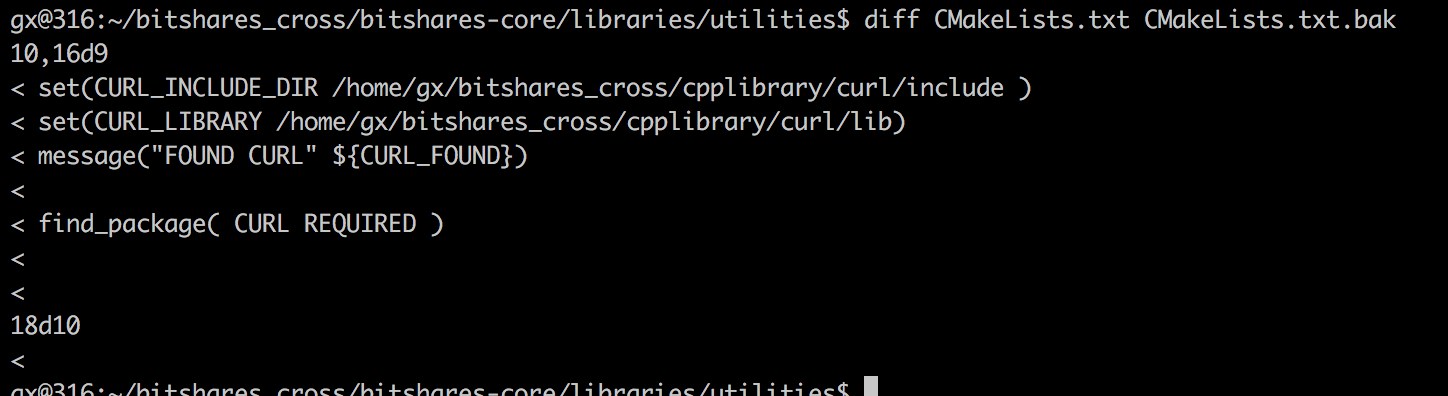 gx@316:~/bitshares_cross/bitshares-core/libraries/utilities$ diff CMakeLists.txt CMakeLists.txt.bak
10,16d9
< set(CURL_INCLUDE_DIR /home/gx/bitshares_cross/cpplibrary/curl/include )
< set(CURL_LIBRARY /home/gx/bitshares_cross/cpplibrary/curl/lib)
< message("FOUND CURL" ${CURL_FOUND})
<
< find_package( CURL REQUIRED )
<
<
18d10
<
gx@316:~/bitshares_cross/bitshares-core/libraries/utilities$